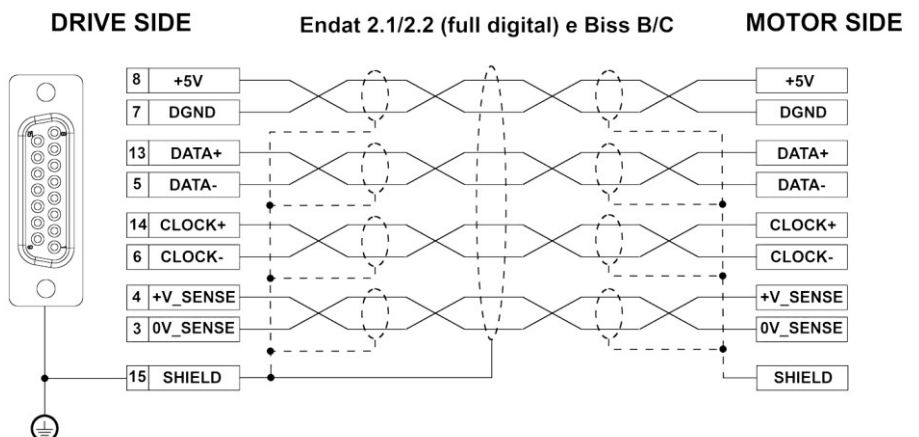 DRIVE SIDE
Endat 2.1/2.2 (full digital) e Biss B/C
MOTOR SIDE
8 +5V
+5V
7 DGND
DGND
13 DATA+
DATA+
5 DATA-
DATA-
14 CLOCK+
CLOCK+
6 CLOCK-
CLOCK-
4 +V_SENSE
+V_SENSE
3 0V_SENSE
0V_SENSE
15 SHIELD
SHIELD